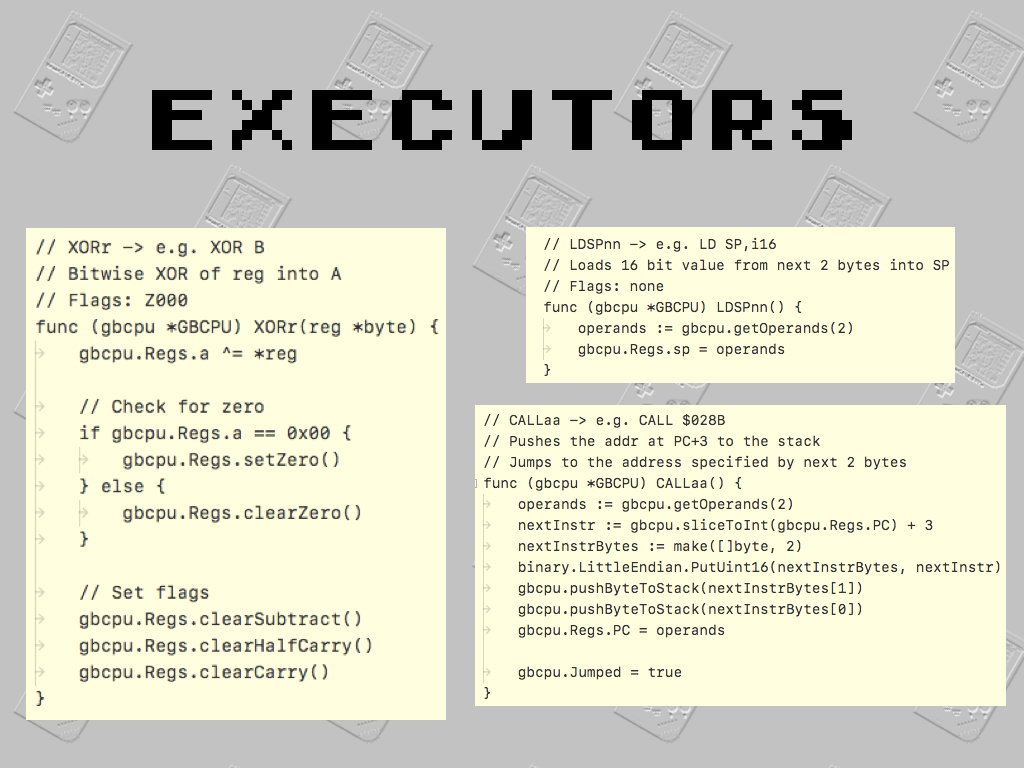 EXECUTORS
// XORr -> e.g. XOR B
// Bitwise XOR of reg into A
// Flags: Z000
func (gbcpu *GBCPU) XORr(reg *byte) {
gbcpu.Regs.a ^= *reg
// Check for zero
if gbcpu.Regs.a == 0x00 {
gbcpu.Regs.setZero()
} else {
gbcpu.Regs.clearZero()
}
// Set flags
gbcpu.Regs.clearSubtract()
gbcpu.Regs.clearHalfCarry()
gbcpu.Regs.clearCarry()
}
// LDSPnn -> e.g. LD SP,i16
// Loads 16 bit value from next 2 bytes into SP
// Flags: none
func (gbcpu *GBCPU) LDSPnn() {
operands := gbcpu.getOperands(2)
gbcpu.Regs.sp = operands
}
// CALLaa -> e.g. CALL $028B
// Pushes the addr at PC+3 to the stack
// Jumps to the address specified by next 2 bytes
func (gbcpu *GBCPU) CALLaa() {
operands := gbcpu.getOperands(2)
nextInstr := gbcpu.sliceToInt(gbcpu.Regs.PC) + 3
nextInstrBytes := make([]byte, 2)
binary.LittleEndian.PutUint16(nextInstrBytes, nextInstr)
gbcpu.pushByteToStack(nextInstrBytes[1])
gbcpu.pushByteToStack(nextInstrBytes[0])
gbcpu.Regs.PC = operands
gbcpu.Jumped = true
}